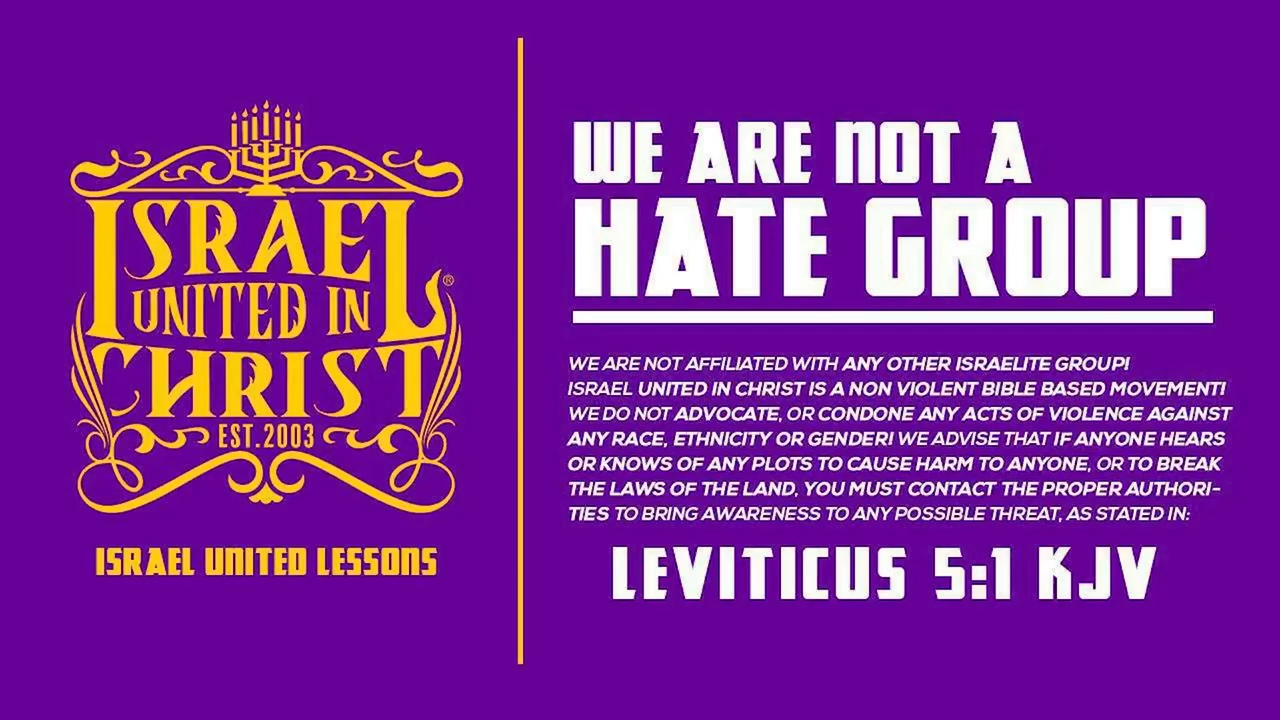 ISRAEL
UNITED IN
CHRIST
EST.2003
®
ISRAEL UNITED LESSONS
WE ARE NOT A
HATE GROUP
WE ARE NOT AFFILIATED WITH ANY OTHER ISRAELITE GROUP!
ISRAEL UNITED IN CHRIST IS A NON VIOLENT BIBLE BASED MOVEMENT!
WE DO NOT ADVOCATE, OR CONDONE ANY ACTS OF VIOLENCE AGAINST
ANY RACE, ETHNICITY OR GENDER! WE ADVISE THAT IF ANYONE HEARS
OR KNOWS OF ANY PLOTS TO CAUSE HARM TO ANYONE, OR TO BREAK
THE LAWS OF THE LAND, YOU MUST CONTACT THE PROPER AUTHORI-
TIES TO BRING AWARENESS TO ANY POSSIBLE THREAT, AS STATED IN:
LEVITICUS 5:1 KJV